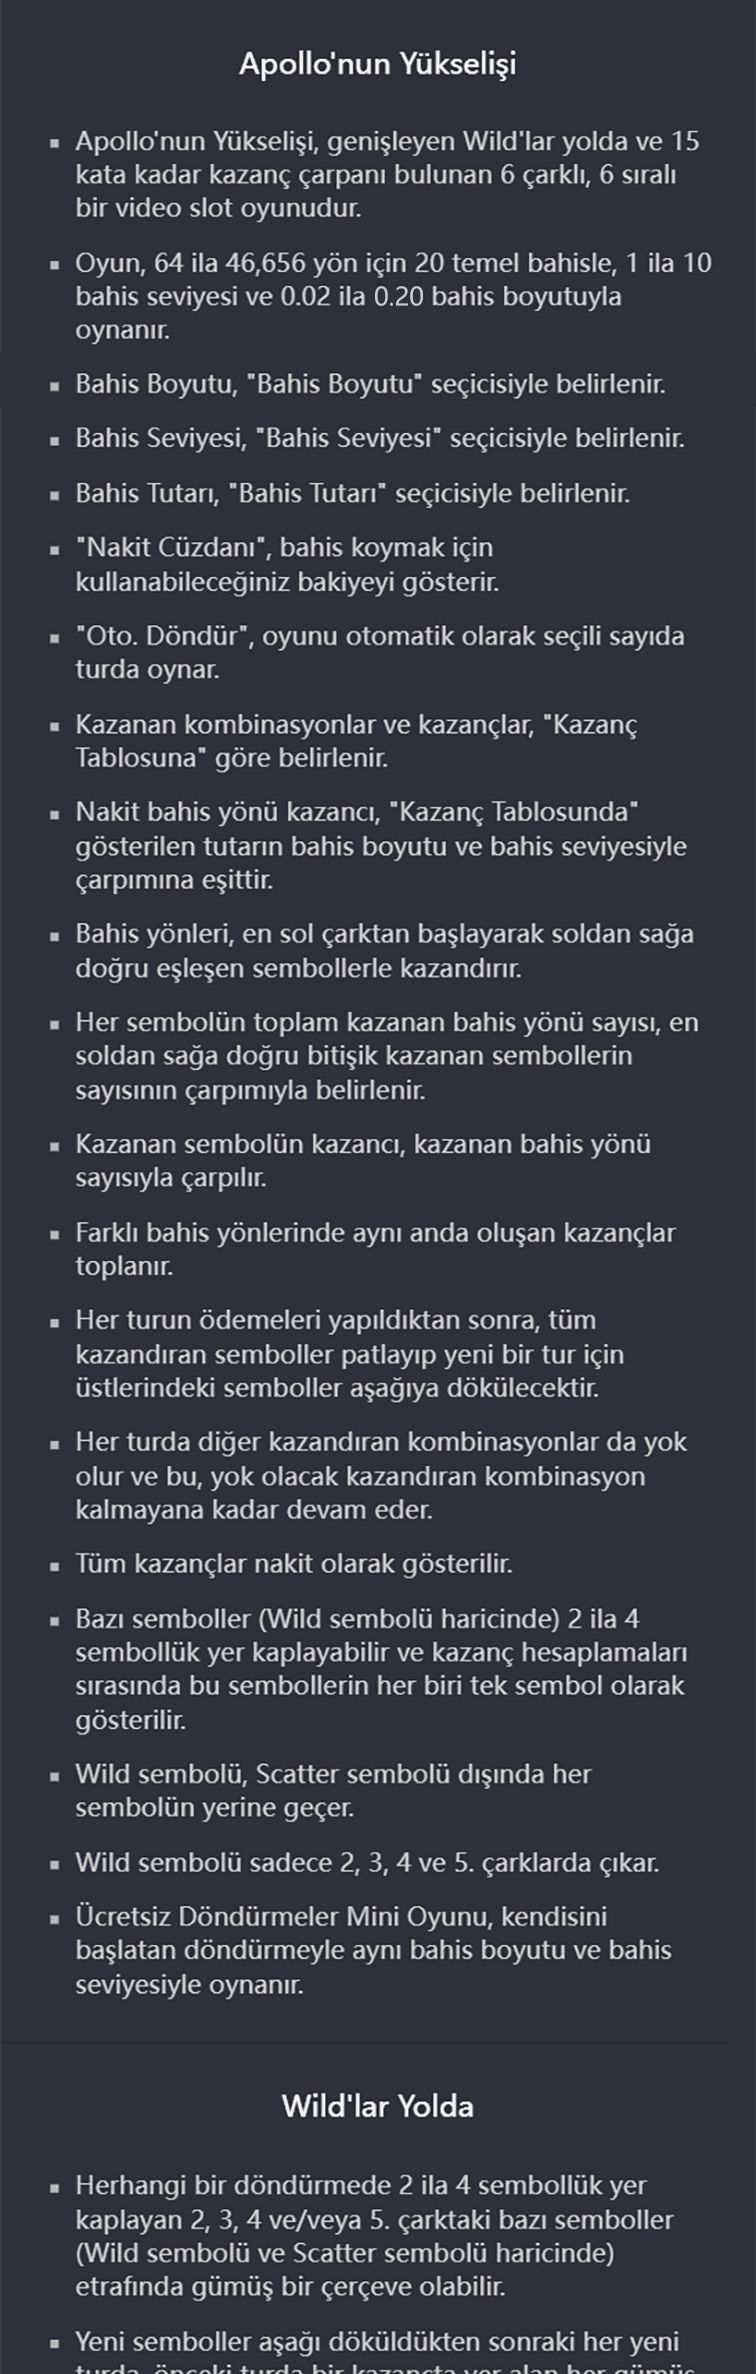 Apollo'nun Yükselişi
▪ Apollo'nun Yükselişi, genişleyen Wild'lar yolda ve 15
kata kadar kazanç çarpanı bulunan 6 çarklı, 6 sıralı
bir video slot oyunudur.
▪ Oyun, 64 ila 46,656 yön için 20 temel bahisle, 1 ila 10
bahis seviyesi ve 0.02 ila 0.20 bahis boyutuyla
oynanır.
▪ Bahis Boyutu, "Bahis Boyutu" seçicisiyle belirlenir.
▪ Bahis Seviyesi, "Bahis Seviyesi" seçicisiyle belirlenir.
▪ Bahis Tutarı, "Bahis Tutarı" seçicisiyle belirlenir.
▪ "Nakit Cüzdanı", bahis koymak için
kullanabileceğiniz bakiyeyi gösterir.
▪ "Oto. Döndür", oyunu otomatik olarak seçili sayıda
turda oynar.
▪ Kazanan kombinasyonlar ve kazançlar, "Kazanç
Tablosuna" göre belirlenir.
▪ Nakit bahis yönü kazancı, "Kazanç Tablosunda"
gösterilen tutarın bahis boyutu ve bahis seviyesiyle
çarpımına eşittir.
▪ Bahis yönleri, en sol çarktan başlayarak soldan sağa
doğru eşleşen sembollerle kazandırır.
▪ Her sembolün toplam kazanan bahis yönü sayısı, en
soldan sağa doğru bitişik kazanan sembollerin
sayısının çarpımıyla belirlenir.
▪ Kazanan sembolün kazancı, kazanan bahis yönü
sayısıyla çarpılır.
▪ Farklı bahis yönlerinde aynı anda oluşan kazançlar
toplanır.
▪ Her turun ödemeleri yapıldıktan sonra, tüm
kazandıran semboller patlayıp yeni bir tur için
üstlerindeki semboller aşağıya dökülecektir.
▪ Her turda diğer kazandıran kombinasyonlar da yok
olur ve bu, yok olacak kazandıran kombinasyon
kalmayana kadar devam eder.
▪ Tüm kazançlar nakit olarak gösterilir.
▪ Bazı semboller (Wild sembolü haricinde) 2 ila 4
sembollük yer kaplayabilir ve kazanç hesaplamaları
sırasında bu sembollerin her biri tek sembol olarak
gösterilir.
▪ Wild sembolü, Scatter sembolü dışında her
sembolün yerine geçer.
▪ Wild sembolü sadece 2, 3, 4 ve 5. çarklarda çıkar.
▪ Ücretsiz Döndürmeler Mini Oyunu, kendisini
başlatan döndürmeyle aynı bahis boyutu ve bahis
seviyesiyle oynanır.
Wild'lar Yolda
▪ Herhangi bir döndürmede 2 ila 4 sembollük yer
kaplayan 2, 3, 4 ve/veya 5. çarktaki bazı semboller
(Wild sembolü ve Scatter sembolü haricinde)
etrafında gümüş bir çerçeve olabilir.
▪ Yeni semboller aşağı döküldükten sonraki her yeni
turda, önceki turda bir kazançta yer alan her gümüş